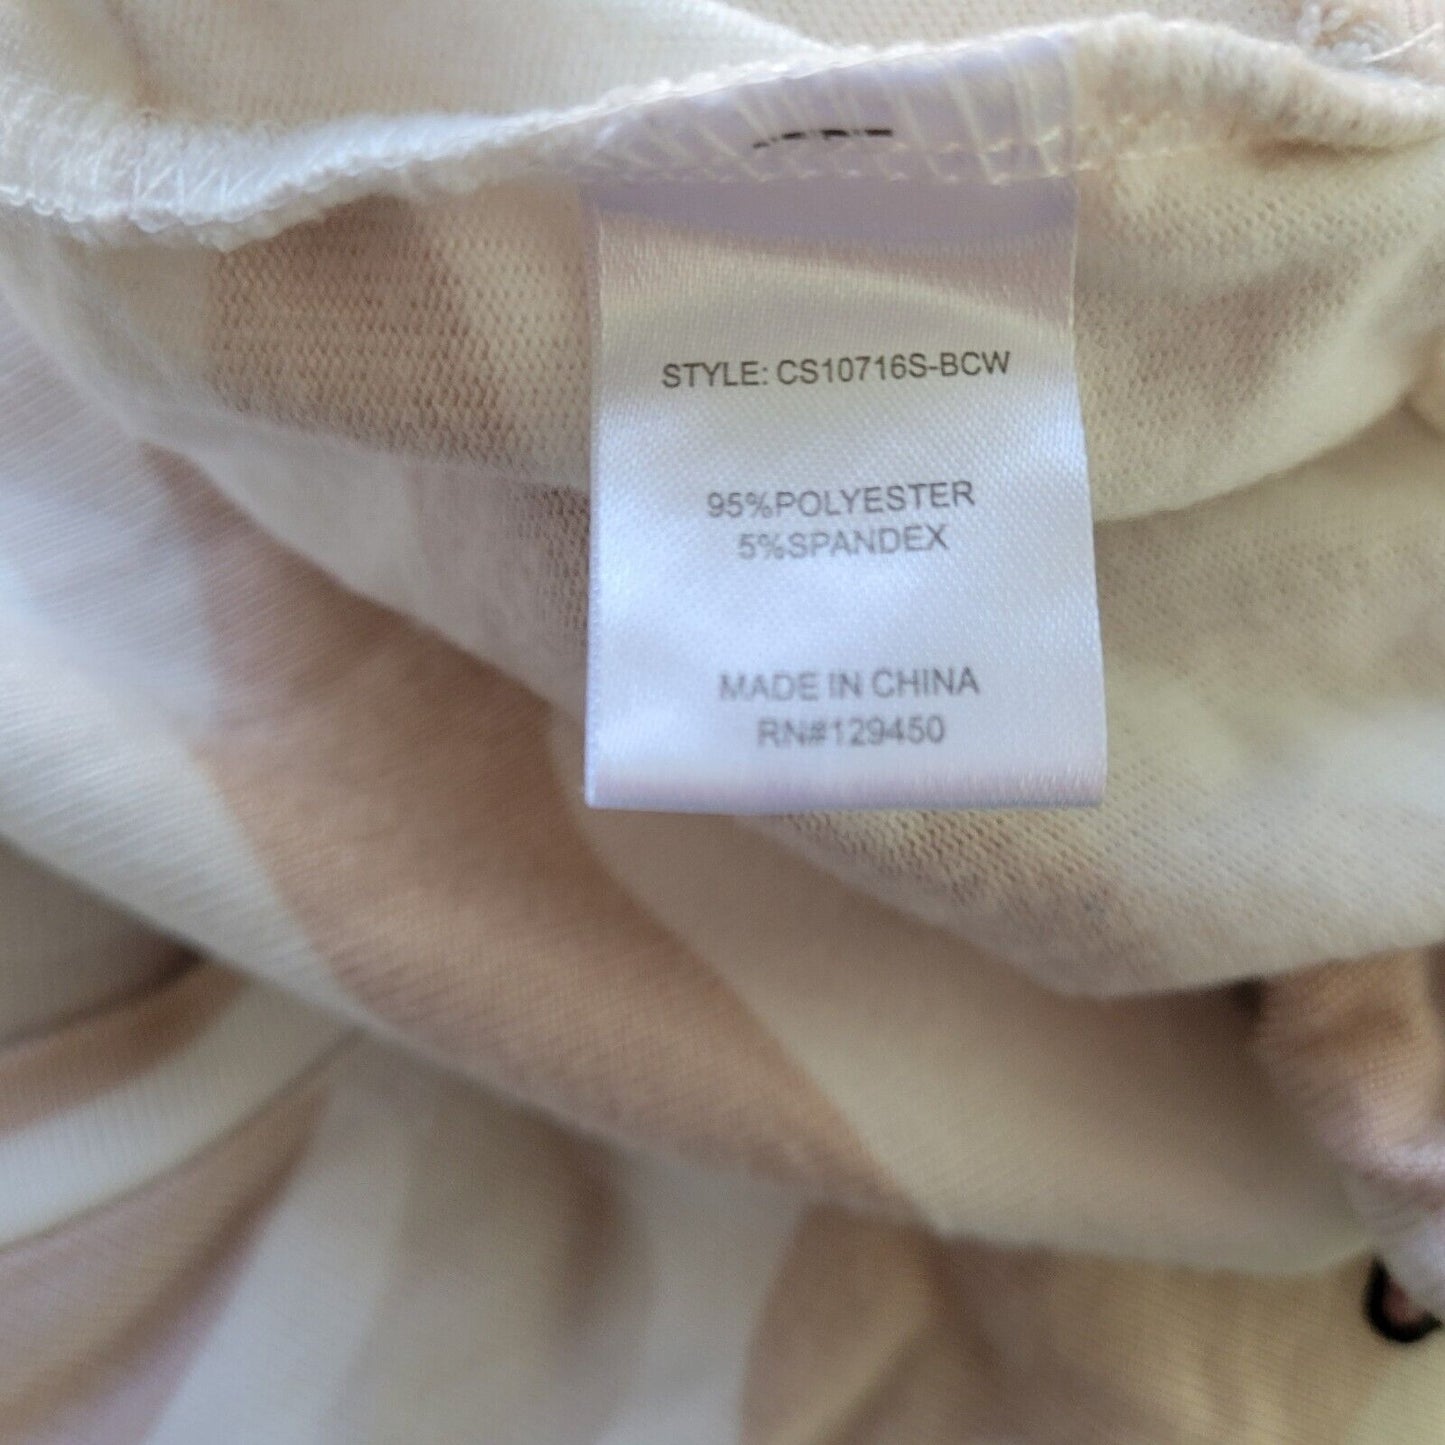 STYLE: CS10716S-BCW
95%POLYESTER
5%SPANDEX
MADE IN CHINA
RN#129450